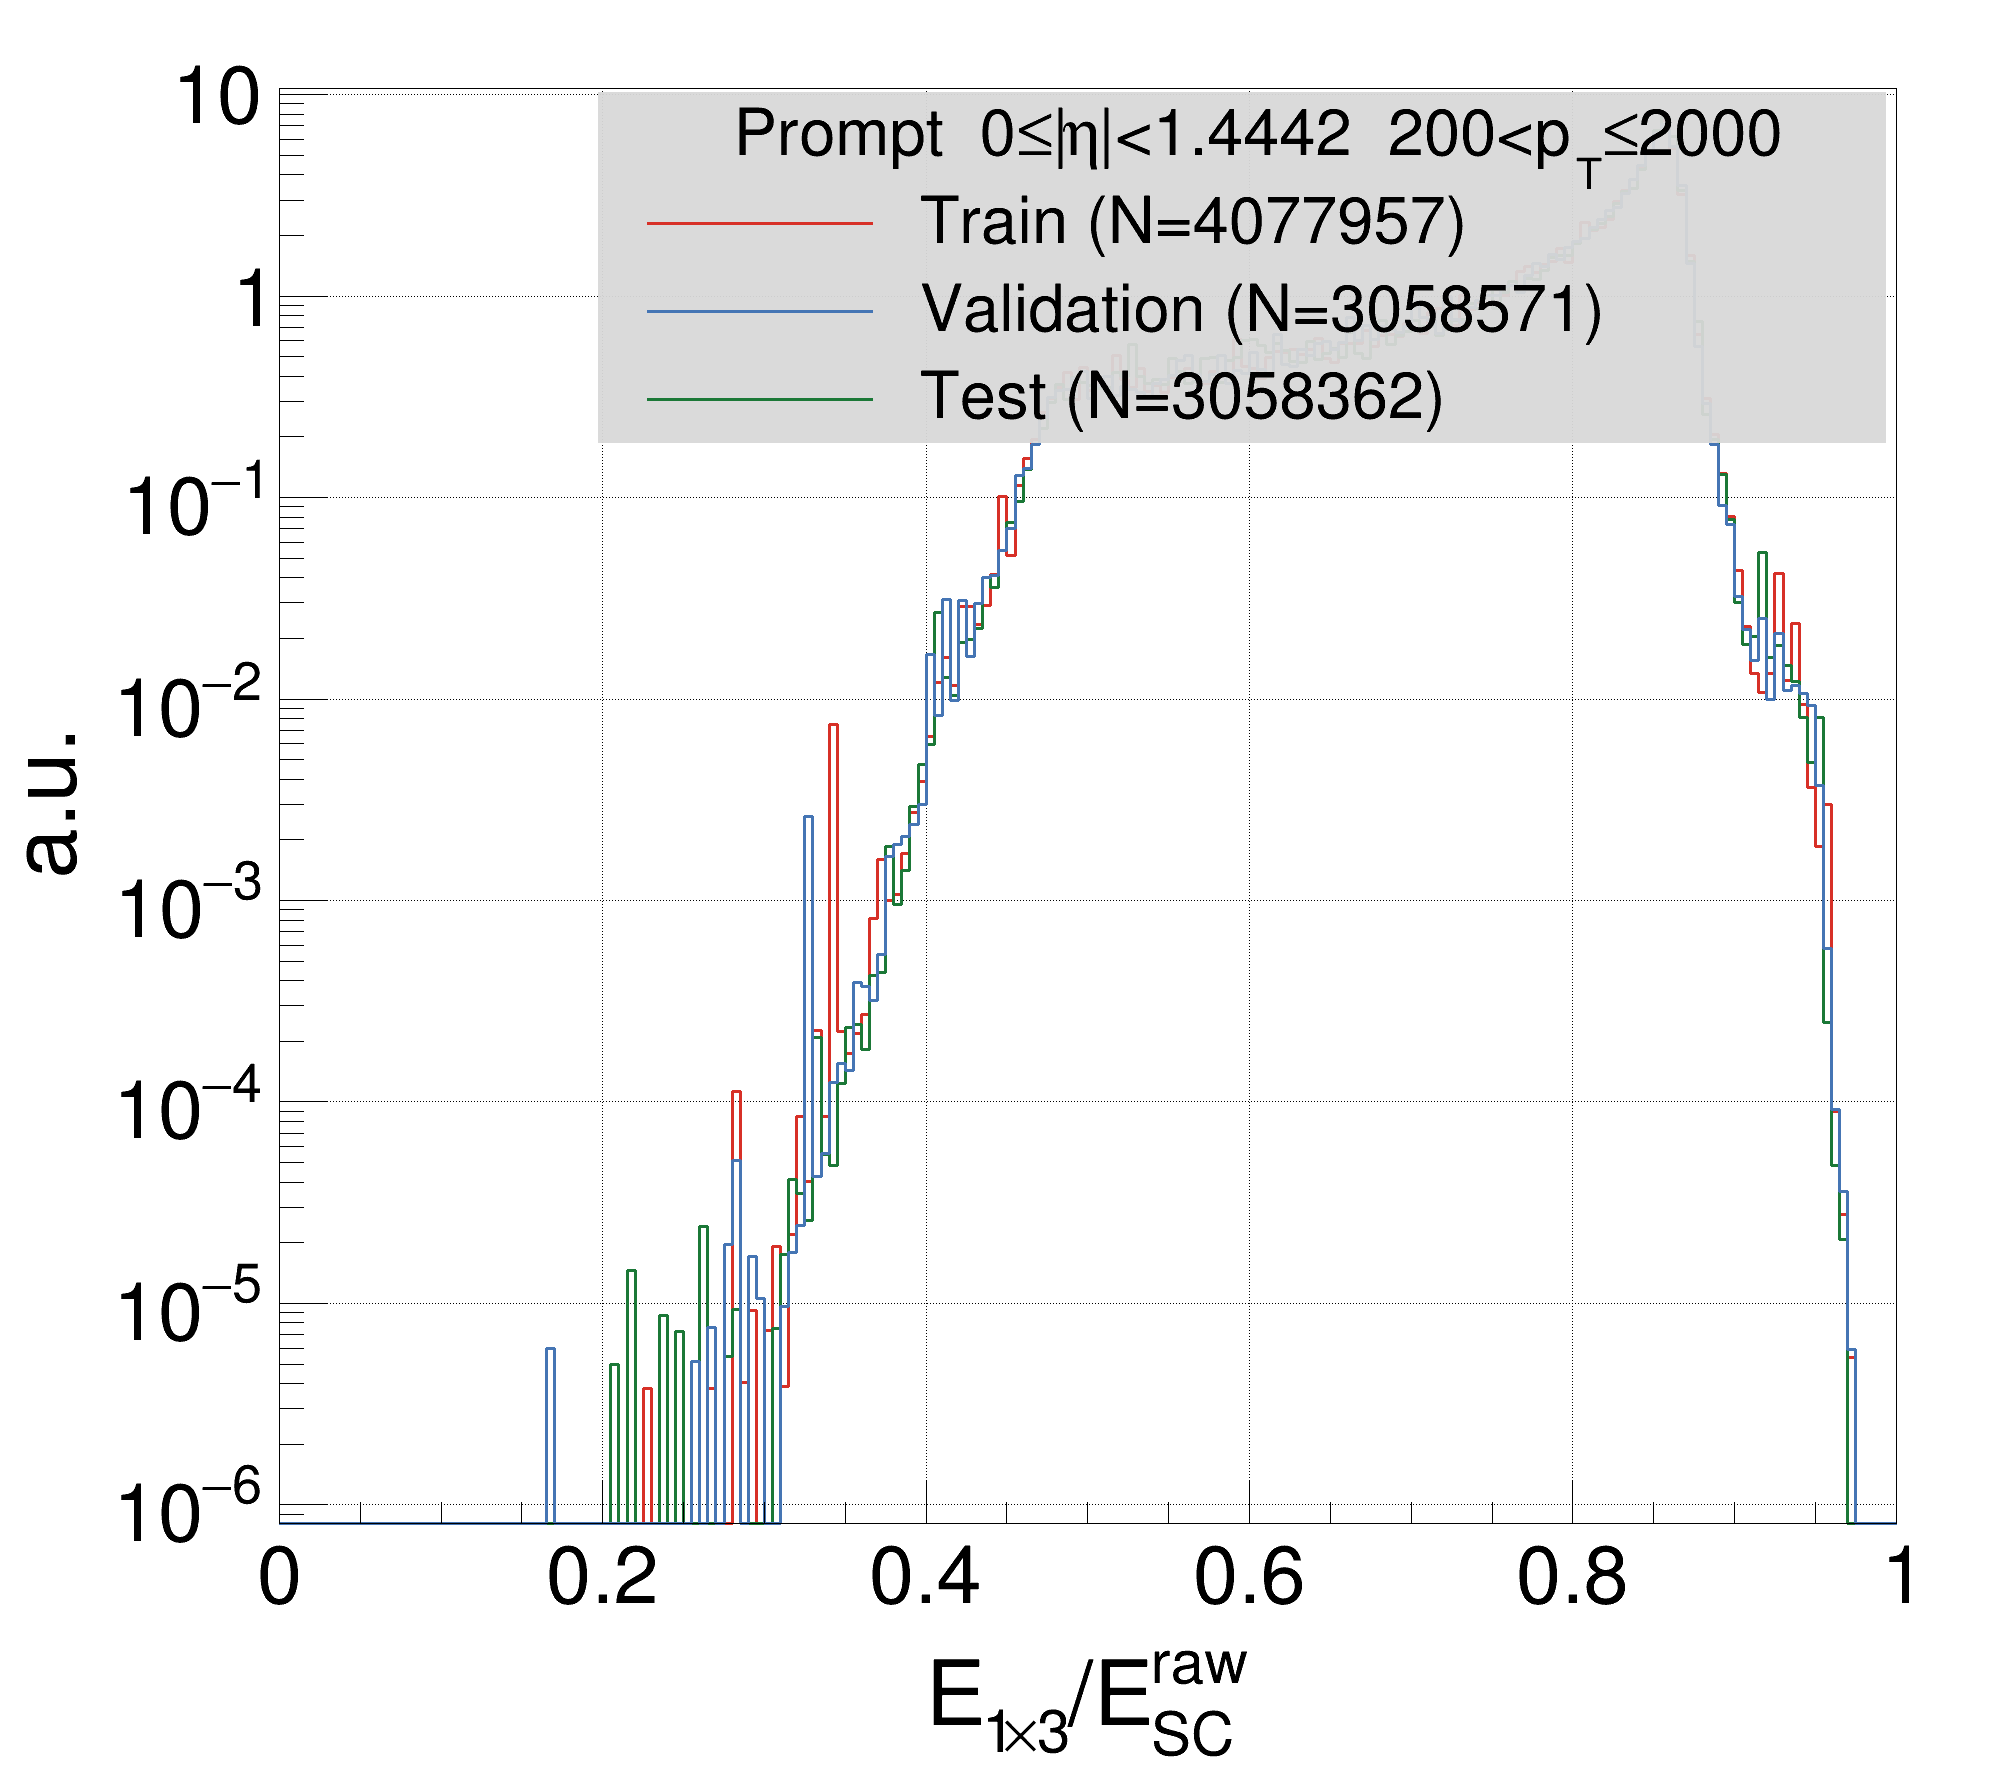 10
1
10⁻¹
10⁻²
10⁻³
10⁻⁴
10⁻⁵
10⁻⁶
a.u.
Prompt 0≤|η|<1.4442 200<p_T≤2000
Train (N=4077957)
Validation (N=3058571)
Test (N=3058362)
0 0.2 0.4 0.6 0.8 1
E_1×3/E_SC^raw